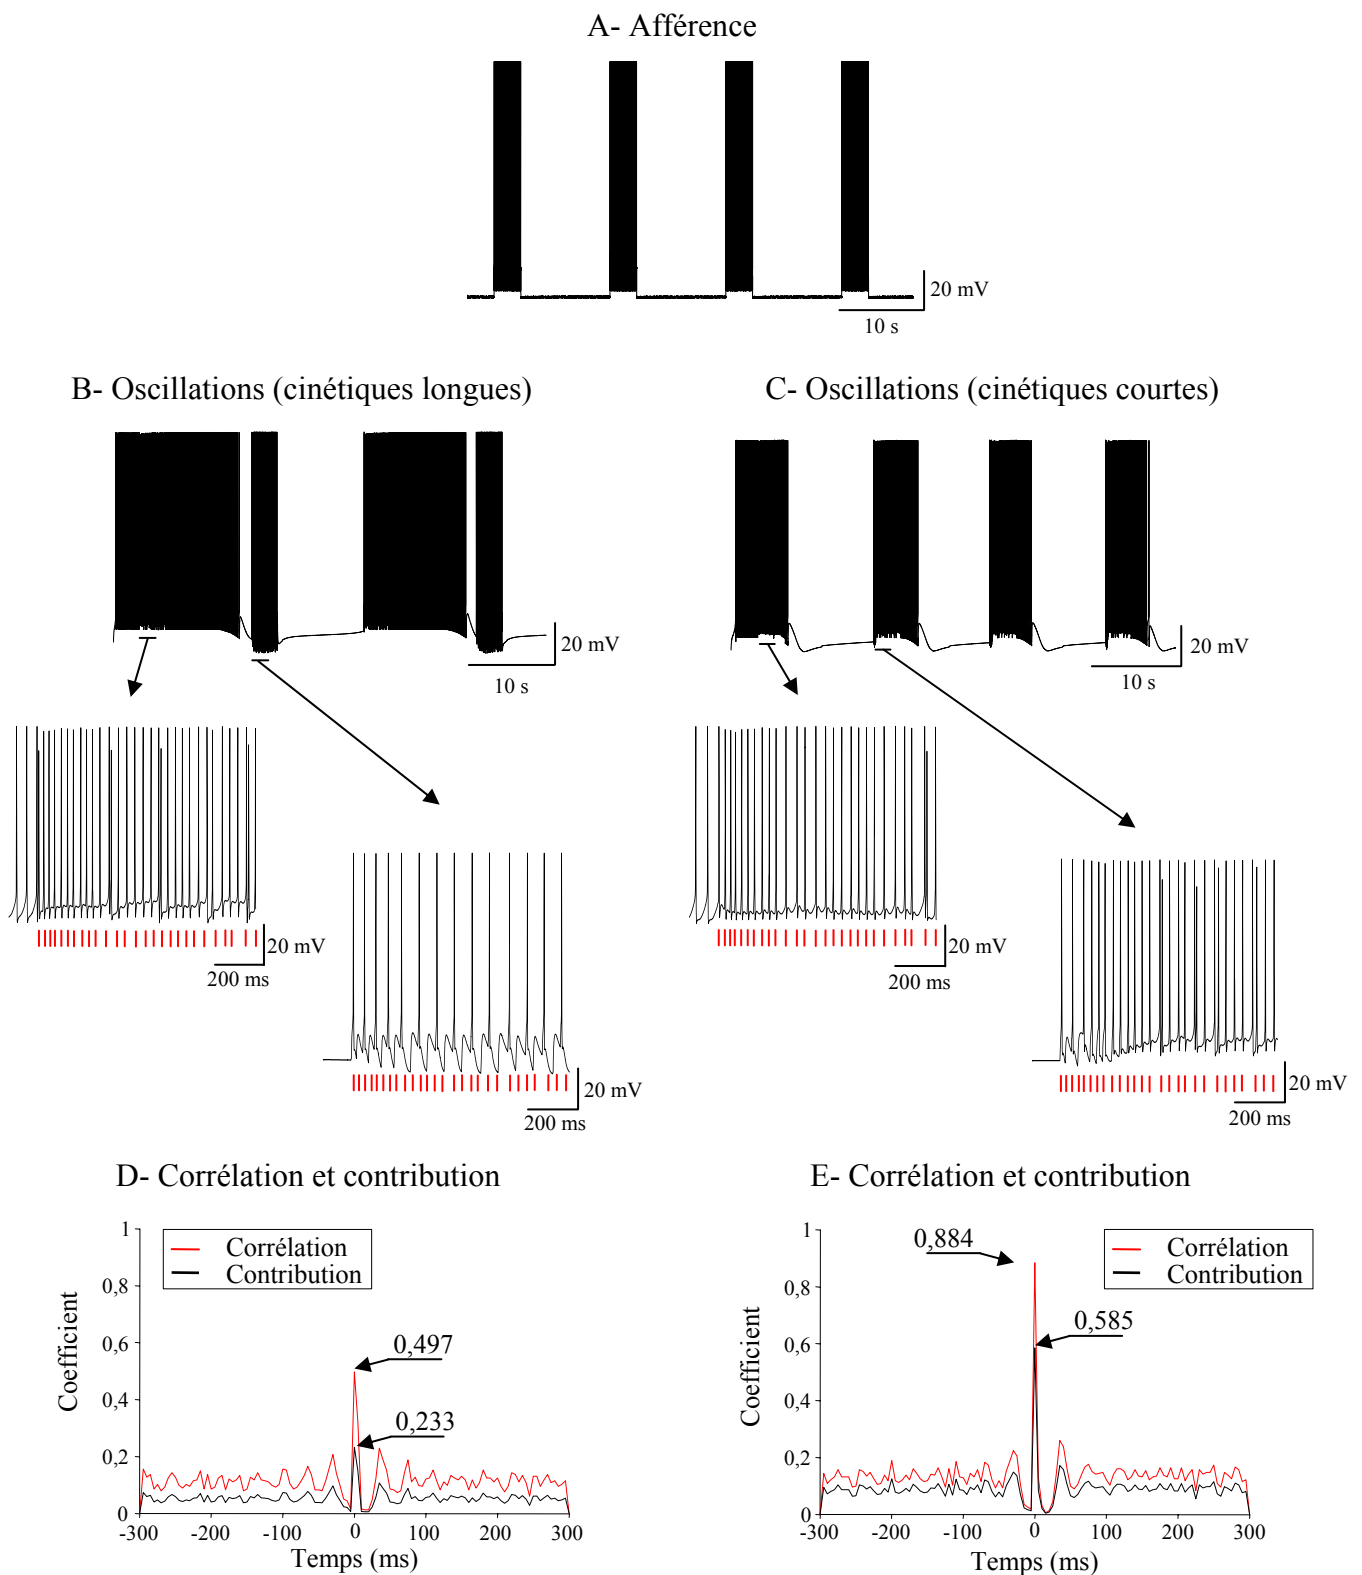 A- Afférence
20 mV
10 s
B- Oscillations (cinétiques longues)
20 mV
10 s
20 mV
200 ms
20 mV
200 ms
C- Oscillations (cinétiques courtes)
20 mV
10 s
20 mV
200 ms
20 mV
200 ms
D- Corrélation et contribution
Corrélation
Contribution
0,497
0,233
Coefficient
1
0,8
0,6
0,4
0,2
0
-300 -200 -100 0 100 200 300
Temps (ms)
E- Corrélation et contribution
0,884
Corrélation
Contribution
0,585
Coefficient
1
0,8
0,6
0,4
0,2
0
-300 -200 -100 0 100 200 300
Temps (ms)